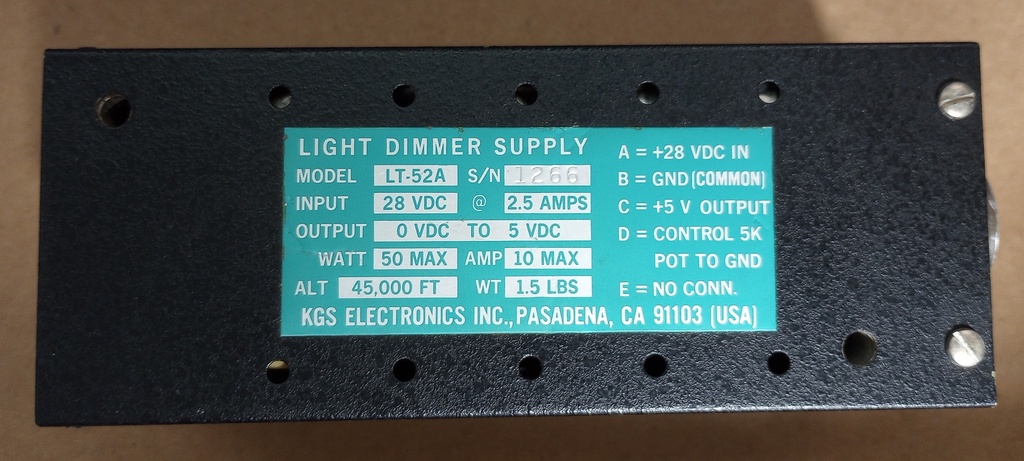 LIGHT DIMMER SUPPLY
MODEL LT-52A S/N 1266
INPUT 28 VDC @ 2.5 AMPS
OUTPUT 0 VDC TO 5 VDC
WATT 50 MAX AMP 10 MAX
ALT 45,000 FT WT 1.5 LBS
A = +28 VDC IN
B = GND (COMMON)
C = +5 V OUTPUT
D = CONTROL 5K
POT TO GND
E = NO CONN.
KGS ELECTRONICS INC., PASADENA, CA 91103 (USA)